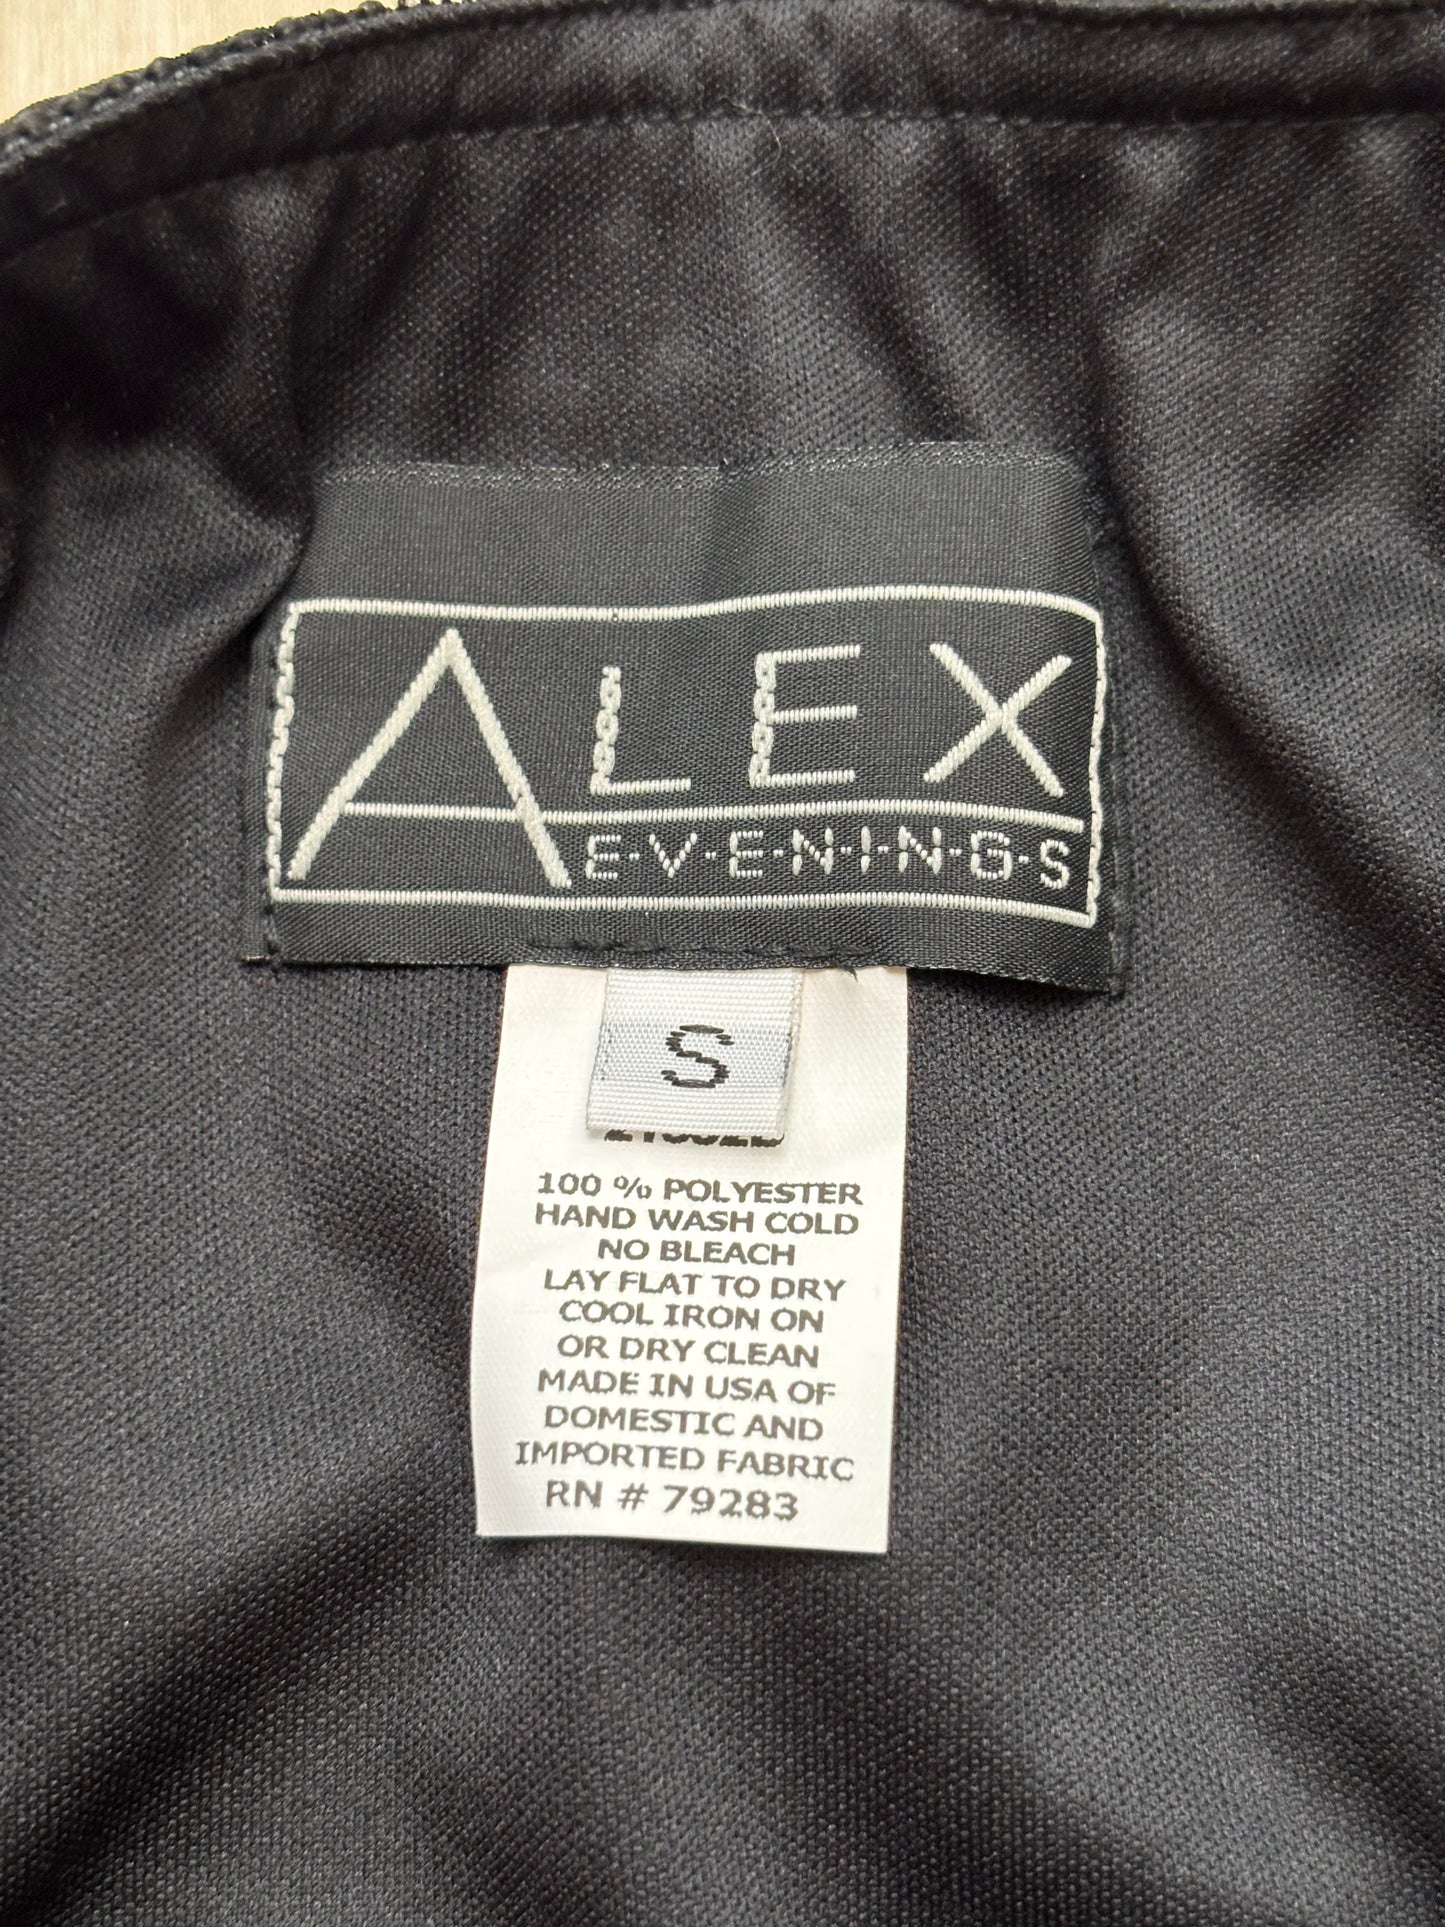 ALEX
E·V·E·N·I·N·G·S
S
100 % POLYESTER
HAND WASH COLD
NO BLEACH
LAY FLAT TO DRY
COOL IRON ON
OR DRY CLEAN
MADE IN USA OF
DOMESTIC AND
IMPORTED FABRIC
RN # 79283